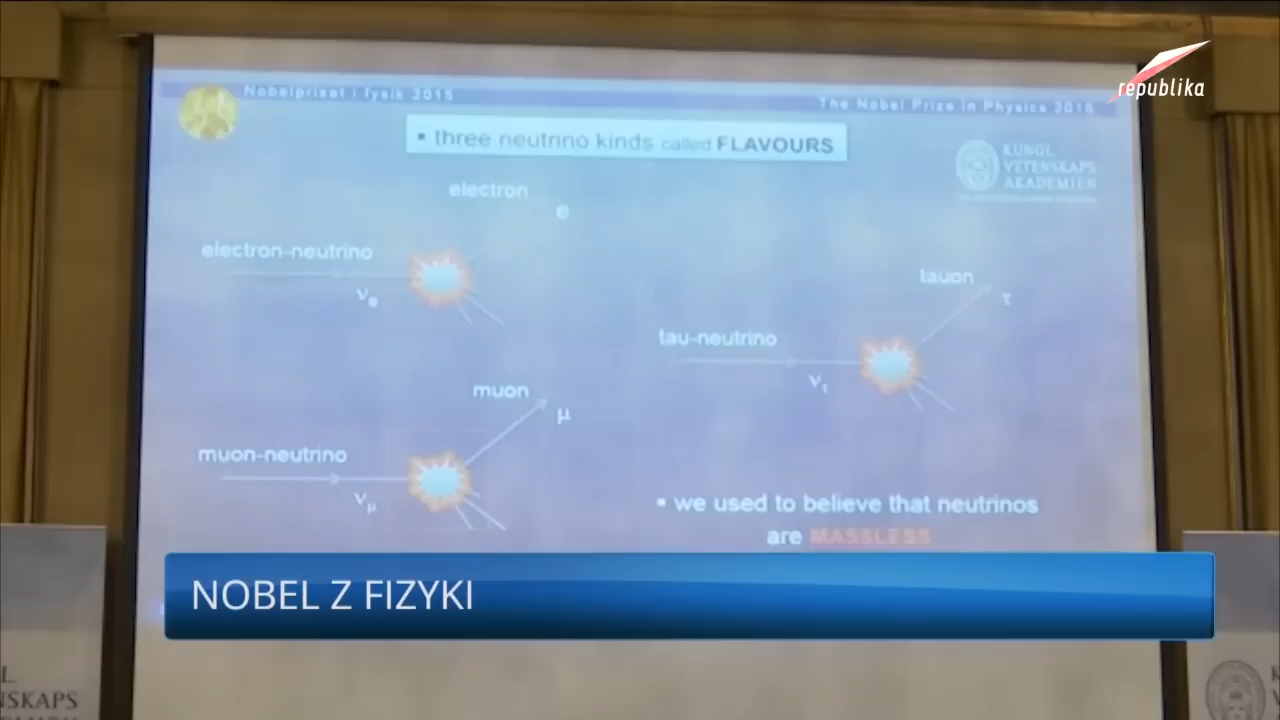 republika
Nobelpriset i fysik 2015
The Nobel Prize in Physics 2015
▪ three neutrino kinds called FLAVOURS
KUNGL.
VETENSKAPS
AKADEMIEN
electron
e
electron-neutrino
νe
tauon
τ
tau-neutrino
ντ
muon
μ
muon-neutrino
νμ
▪ we used to believe that neutrinos
are MASSLESS
NOBEL Z FIZYKI